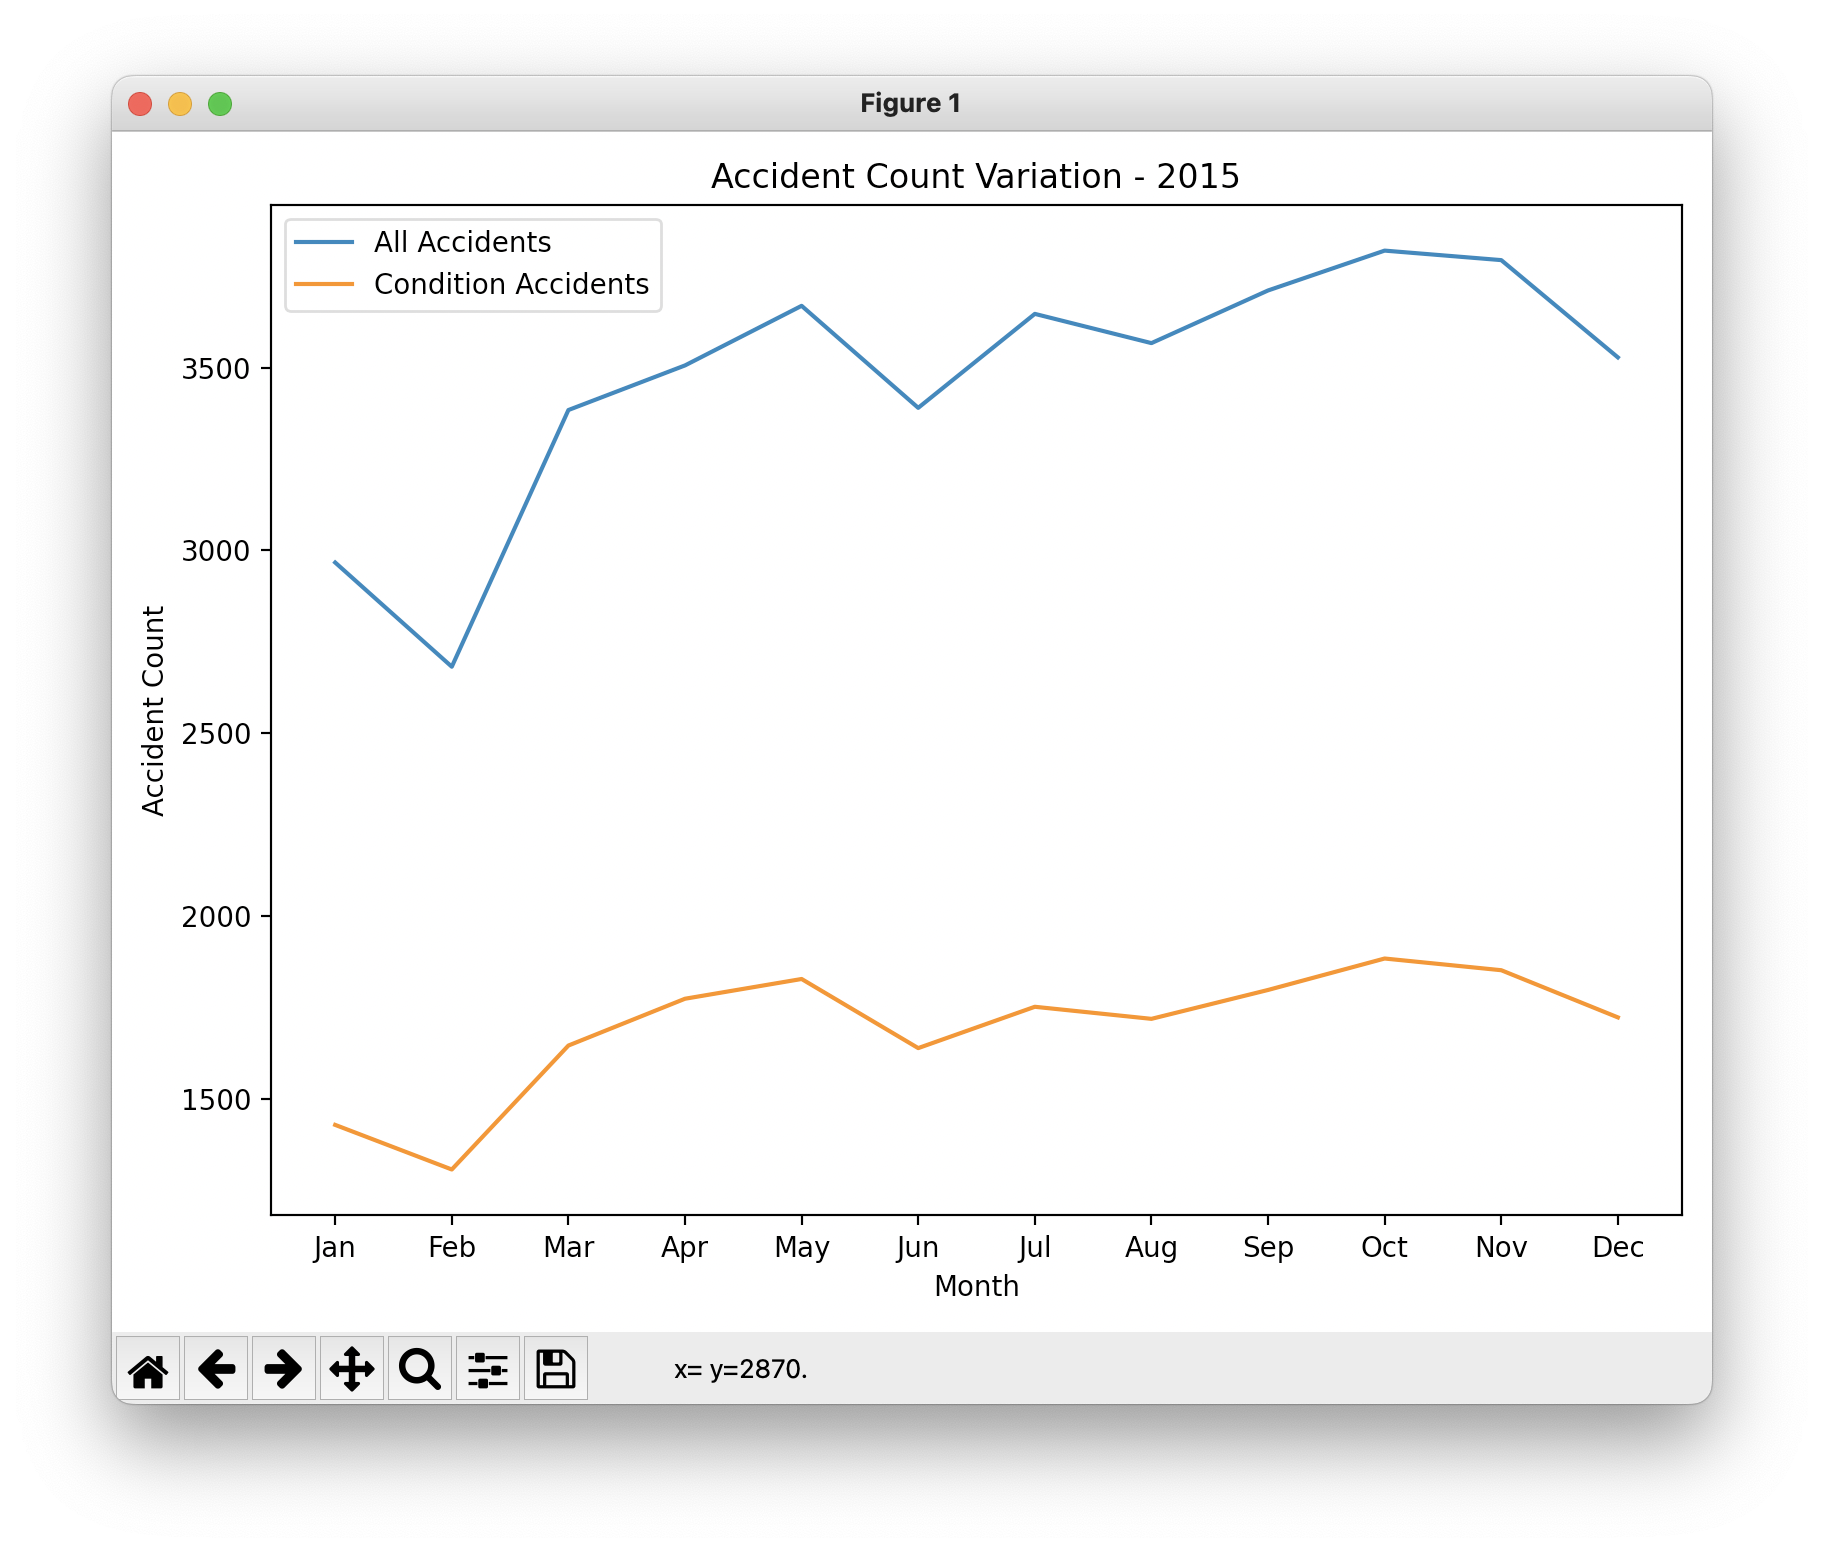 Figure 1
Accident Count Variation - 2015
All Accidents
Condition Accidents
3500
3000
2500
2000
1500
Accident Count
Jan Feb Mar Apr May Jun Jul Aug Sep Oct Nov Dec
Month
x= y=2870.